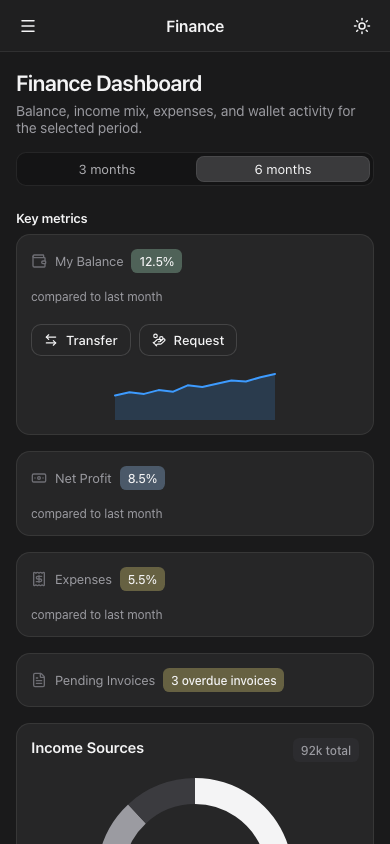 Finance
Finance Dashboard
Balance, income mix, expenses, and wallet activity for
the selected period.
3 months
6 months
Key metrics
My Balance
12.5%
compared to last month
Transfer
Request
Net Profit
8.5%
compared to last month
Expenses
5.5%
compared to last month
Pending Invoices
3 overdue invoices
Income Sources
92k total